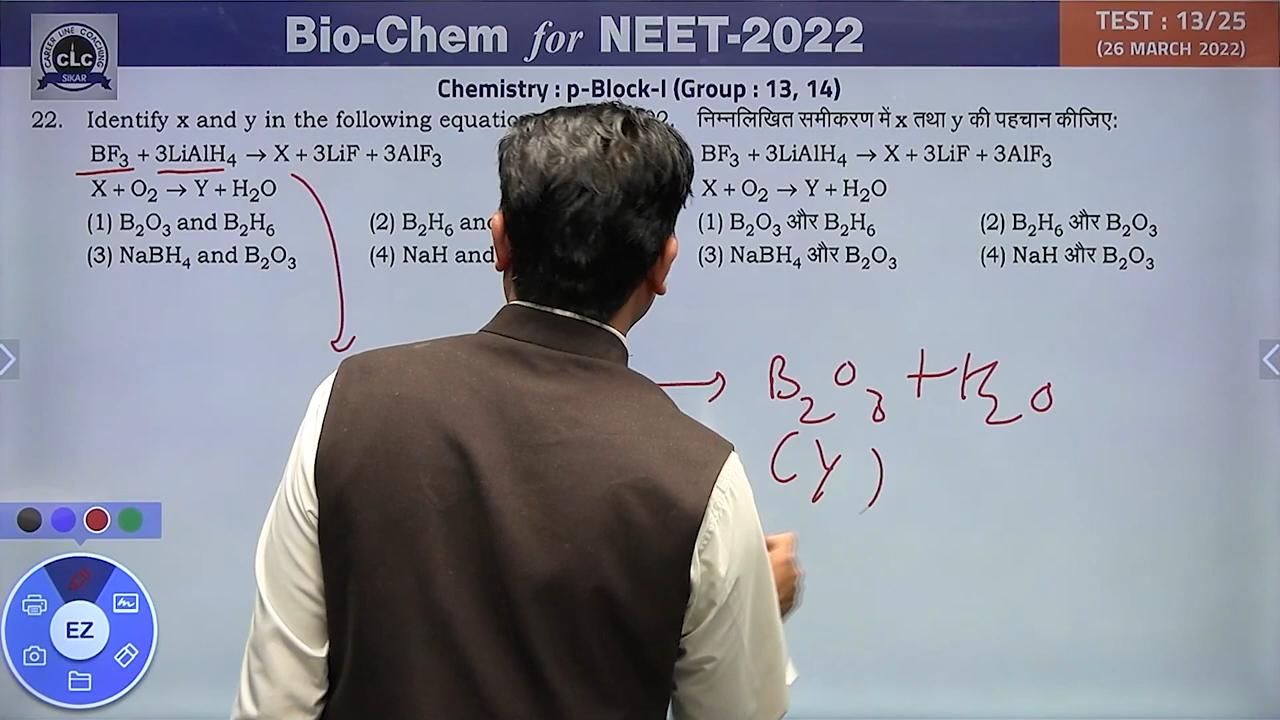 CAREER LINE COACHING
CLC
SIKAR
Bio-Chem for NEET-2022
TEST : 13/25
(26 MARCH 2022)
Chemistry : p-Block-I (Group : 13, 14)
22. Identify x and y in the following
BF₃ + 3LiAlH₄ → X + 3LiF + 3AlF₃
X + O₂ → Y + H₂O
(1) B₂O₃ and B₂H₆ (2) B₂H₆
(3) NaBH₄ and B₂O₃ (4) NaH and
निम्नलिखित समीकरण में x तथा y की पहचान कीजिए:
BF₃ + 3LiAlH₄ → X + 3LiF + 3AlF₃
X + O₂ → Y + H₂O
(1) B₂O₃ और B₂H₆ (2) B₂H₆ और B₂O₃
(3) NaBH₄ और B₂O₃ (4) NaH और B₂O₃
→ B₂O₃ + H₂O
(Y)
EZ